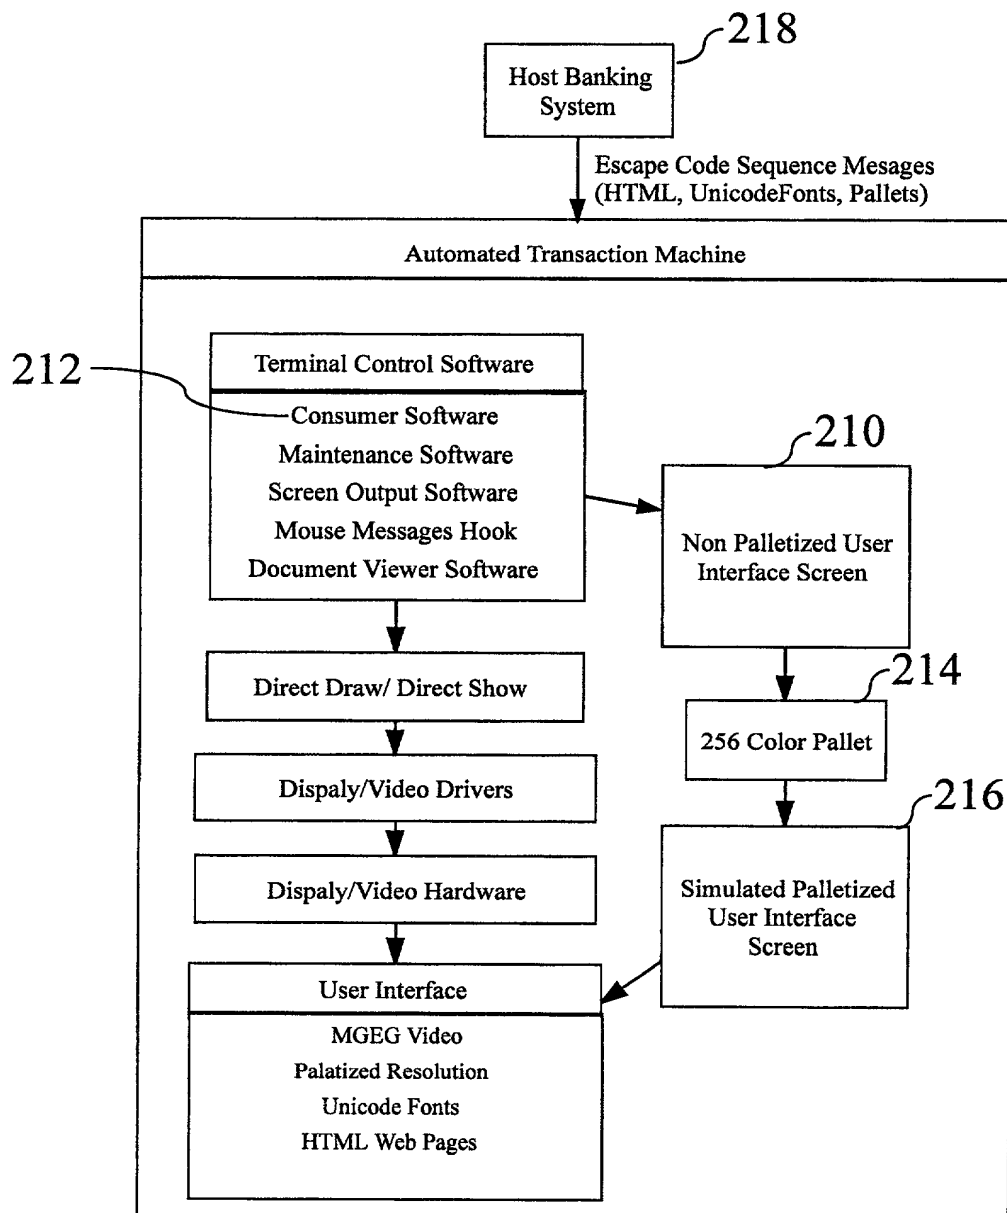 218
Host Banking
System
Escape Code Sequence Mesages
(HTML, UnicodeFonts, Pallets)
Automated Transaction Machine
212
Terminal Control Software
Consumer Software
Maintenance Software
Screen Output Software
Mouse Messages Hook
Document Viewer Software
210
Non Palletized User
Interface Screen
Direct Draw/ Direct Show
214
256 Color Pallet
Dispaly/Video Drivers
216
Dispaly/Video Hardware
Simulated Palletized
User Interface
Screen
User Interface
MGEG Video
Palatized Resolution
Unicode Fonts
HTML Web Pages